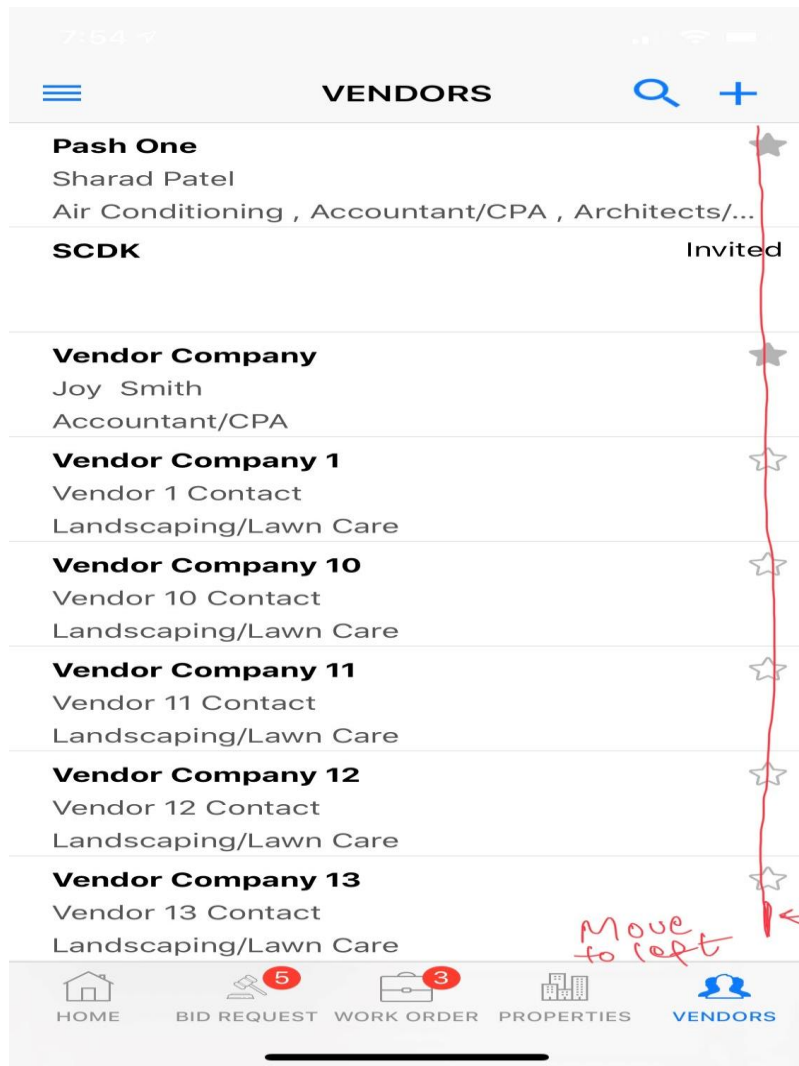 7:54
VENDORS
Pash One
Sharad Patel
Air Conditioning , Accountant/CPA , Architects/...
SCDK
Invited
Vendor Company
Joy Smith
Accountant/CPA
Vendor Company 1
Vendor 1 Contact
Landscaping/Lawn Care
Vendor Company 10
Vendor 10 Contact
Landscaping/Lawn Care
Vendor Company 11
Vendor 11 Contact
Landscaping/Lawn Care
Vendor Company 12
Vendor 12 Contact
Landscaping/Lawn Care
Vendor Company 13
Vendor 13 Contact
Landscaping/Lawn Care
Move
to left
5
3
HOME
BID REQUEST
WORK ORDER
PROPERTIES
VENDORS